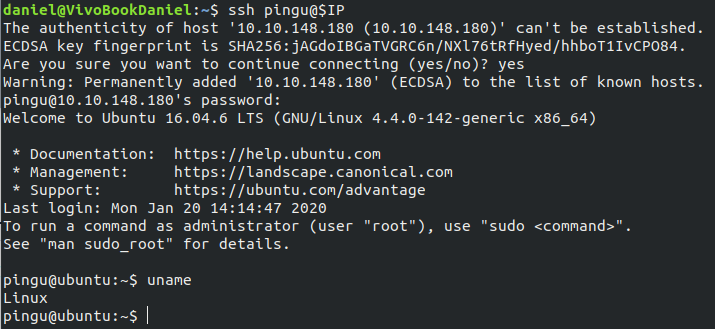 daniel@VivoBookDaniel:~$ ssh pingu@$IP
The authenticity of host '10.10.148.180 (10.10.148.180)' can't be established.
ECDSA key fingerprint is SHA256:jAGdoIBGaTVGRC6n/NXl76tRfHyed/hhboT1IvCPO84.
Are you sure you want to continue connecting (yes/no)? yes
Warning: Permanently added '10.10.148.180' (ECDSA) to the list of known hosts.
pingu@10.10.148.180's password:
Welcome to Ubuntu 16.04.6 LTS (GNU/Linux 4.4.0-142-generic x86_64)
* Documentation:  https://help.ubuntu.com
* Management:     https://landscape.canonical.com
* Support:        https://ubuntu.com/advantage
Last login: Mon Jan 20 14:14:47 2020
To run a command as administrator (user "root"), use "sudo <command>".
See "man sudo_root" for details.
pingu@ubuntu:~$ uname
Linux
pingu@ubuntu:~$